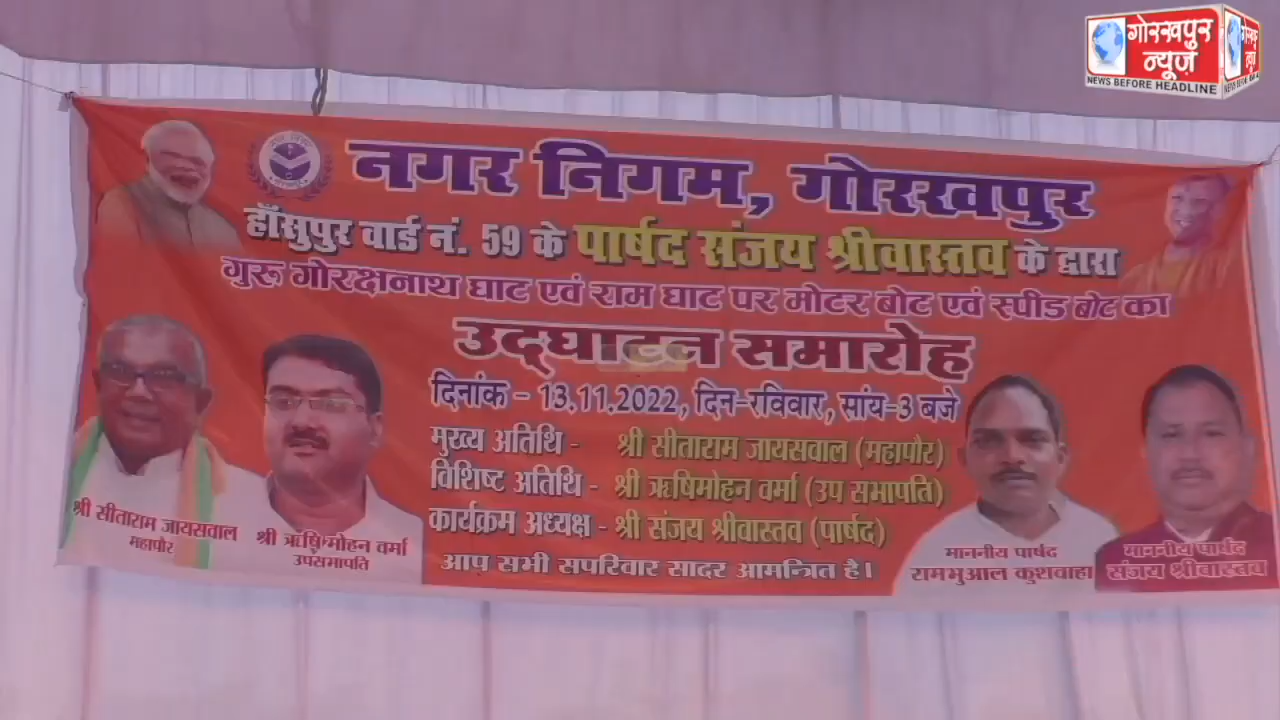 गोरखपुर
न्यूज़
NEWS BEFORE HEADLINE
नगर निगम, गोरखपुर
हाँसुपुर वार्ड नं. 59 के पार्षद संजय श्रीवास्तव के द्वारा
गुरू गोरक्षनाथ घाट एवं राम घाट पर मोटर बोट एवं स्पीड बोट का
उद्घाटन समारोह
दिनांक - 13.11.2022, दिन-रविवार, सांय-3 बजे
मुख्य अतिथि - श्री सीताराम जायसवाल (महापौर)
विशिष्ट अतिथि - श्री ऋषिमोहन वर्मा (उप सभापति)
कार्यक्रम अध्यक्ष - श्री संजय श्रीवास्तव (पार्षद)
आप सभी सपरिवार सादर आमन्त्रित है।
श्री सीताराम जायसवाल
महापौर
श्री ऋषिमोहन वर्मा
उपसभापति
माननीय पार्षद
रामभुआल कुशवाहा
माननीय पार्षद
संजय श्रीवास्तव